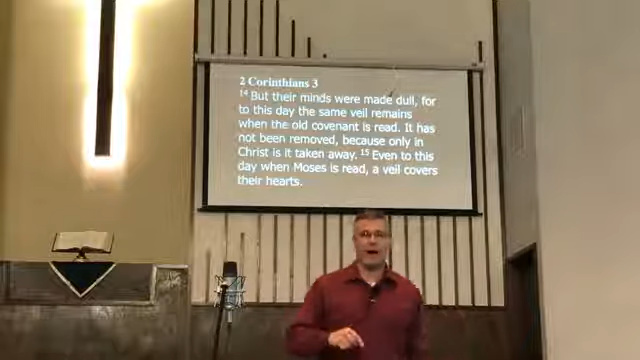 2 Corinthians 3
14 But their minds were made dull, for
to this day the same veil remains
when the old covenant is read. It has
not been removed, because only in
Christ is it taken away. 15 Even to this
day when Moses is read, a veil covers
their hearts.